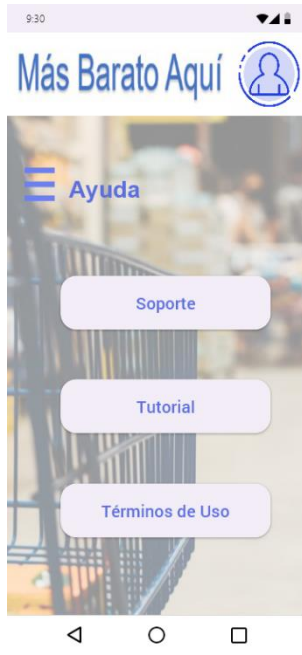 9:30
Más Barato Aquí
Ayuda
Soporte
Tutorial
Términos de Uso